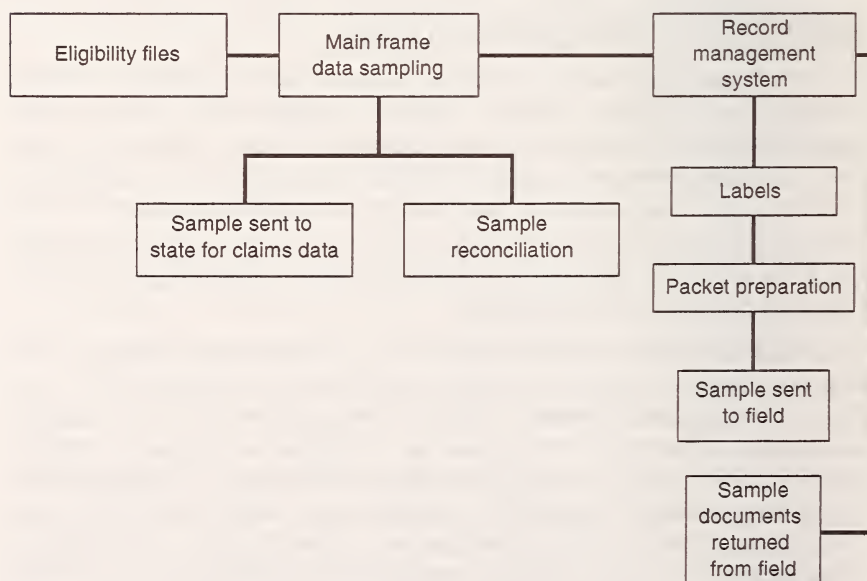 Eligibility files
Main frame
data sampling
Record
management
system
Labels
Sample sent to
state for claims data
Sample
reconciliation
Packet preparation
Sample sent
to field
Sample
documents
returned
from field